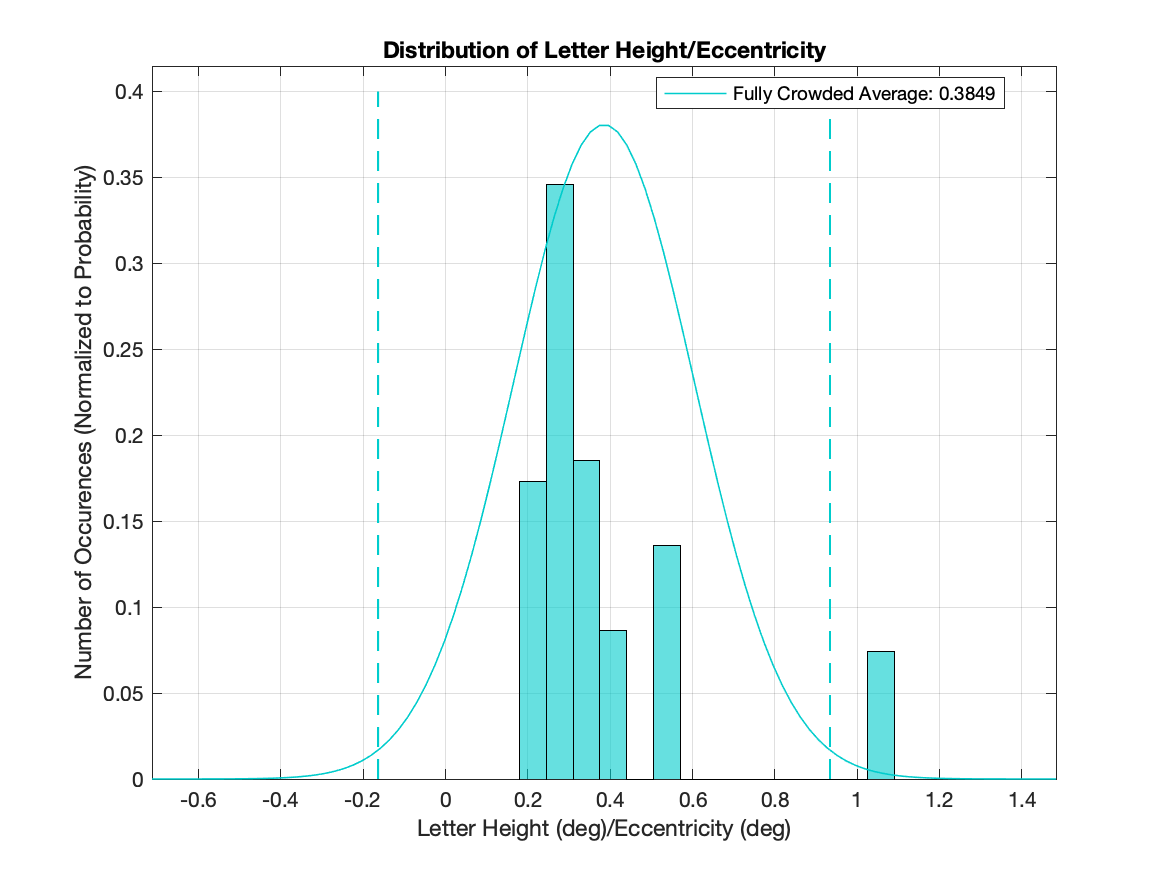 Distribution of Letter Height/Eccentricity
Fully Crowded Average: 0.3849
0.4
0.35
0.3
0.25
0.2
0.15
0.1
0.05
0
Number of Occurences (Normalized to Probability)
-0.6 -0.4 -0.2 0 0.2 0.4 0.6 0.8 1 1.2 1.4
Letter Height (deg)/Eccentricity (deg)